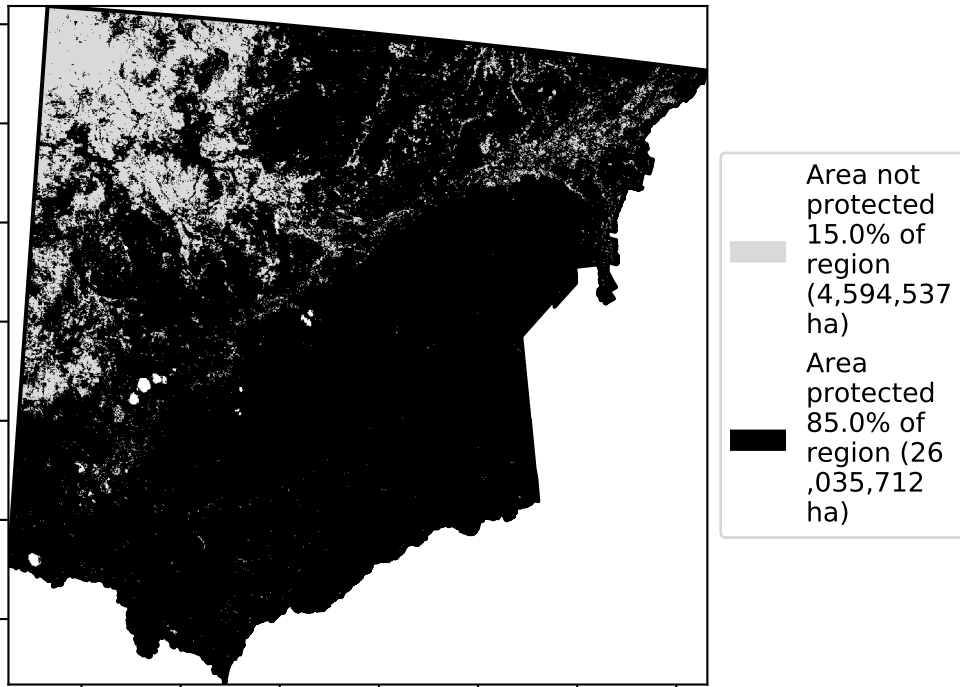 Area not
protected
15.0% of
region
(4,594,537
ha)
Area
protected
85.0% of
region (26
,035,712
ha)